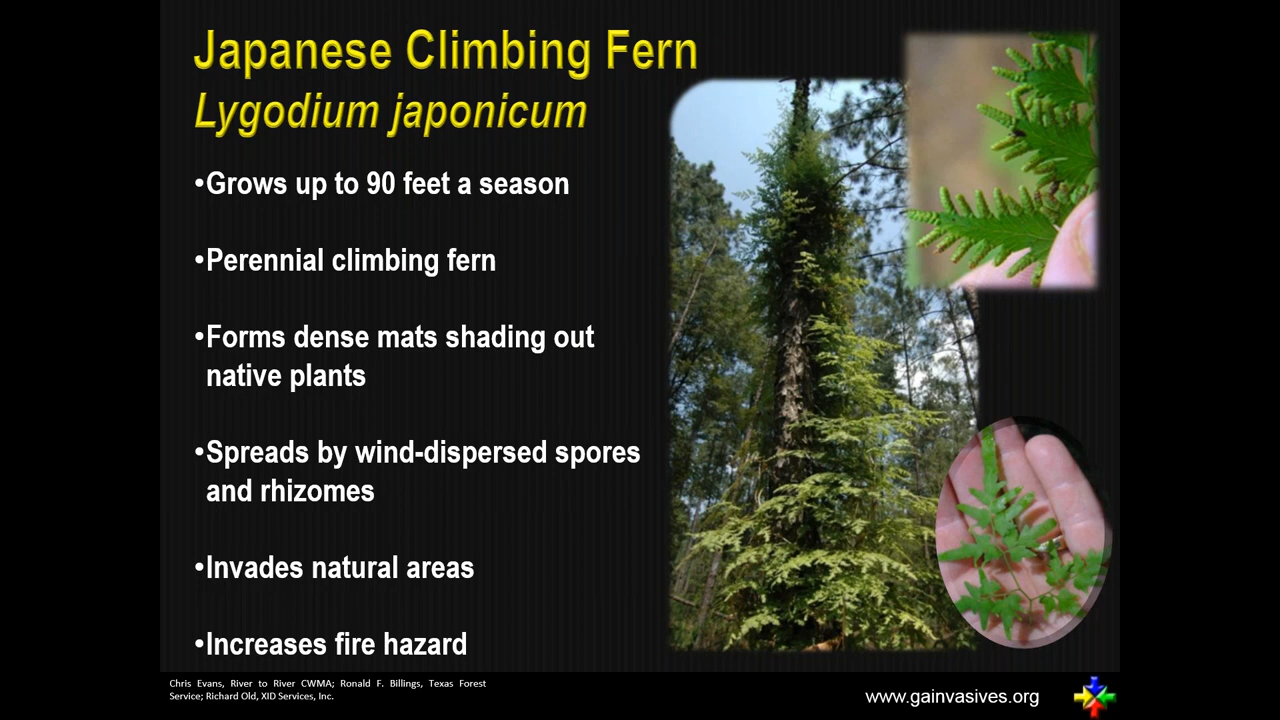 Japanese Climbing Fern
Lygodium japonicum
•Grows up to 90 feet a season
•Perennial climbing fern
•Forms dense mats shading out
native plants
•Spreads by wind-dispersed spores
and rhizomes
•Invades natural areas
•Increases fire hazard
Chris Evans, River to River CWMA; Ronald F. Billings, Texas Forest
Service; Richard Old, XID Services, Inc.
www.gainvasives.org